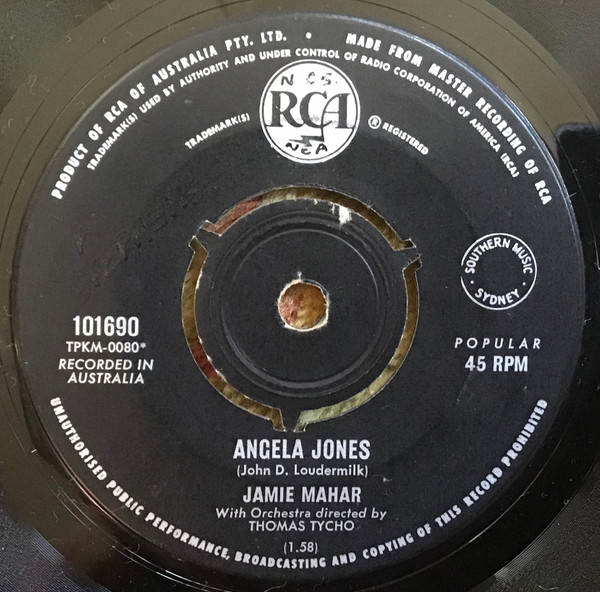 PRODUCT OF RCA OF AUSTRALIA PTY. LTD. • MADE FROM MASTER RECORDING OF RCA
TRADEMARK(S) USED BY AUTHORITY AND UNDER CONTROL OF RADIO CORPORATION OF AMERICA (RCA)
RCA
TRADEMARK(S) ® REGISTERED
SOUTHERN MUSIC
• SYDNEY •
101690
TPKM-0080*
RECORDED IN
AUSTRALIA
POPULAR
45 RPM
ANGELA JONES
(John D. Loudermilk)
JAMIE MAHAR
With Orchestra directed by
THOMAS TYCHO
(1.58)
UNAUTHORISED PUBLIC PERFORMANCE, BROADCASTING AND COPYING OF THIS RECORD PROHIBITED